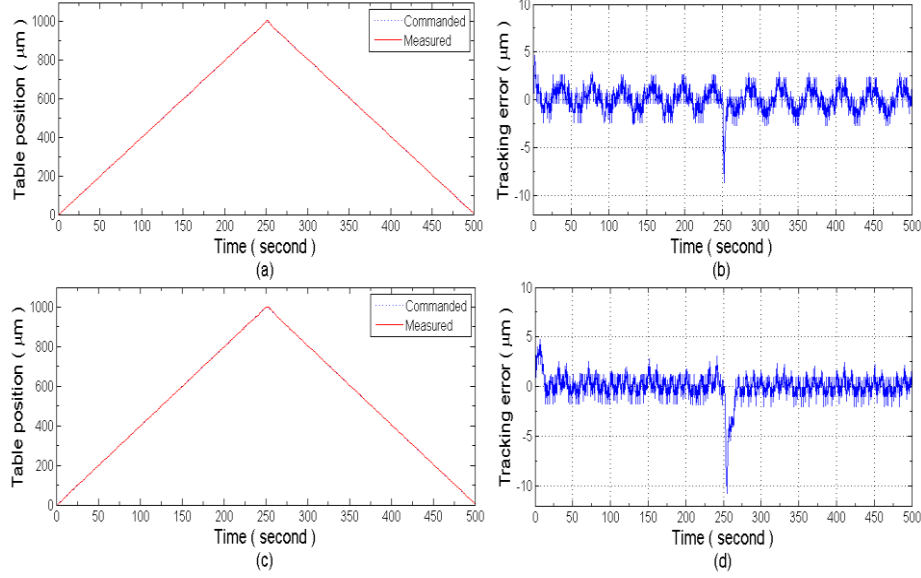 Table position ( μm )
1000
800
600
400
200
0
Commanded
Measured
0 50 100 150 200 250 300 350 400 450 500
Time ( second )
(a)
Tracking error ( μm )
10
5
0
-5
-10
0 50 100 150 200 250 300 350 400 450 500
Time ( second )
(b)
Table position ( μm )
1000
800
600
400
200
0
Commanded
Measured
0 50 100 150 200 250 300 350 400 450 500
Time ( second )
(c)
Tracking error ( μm )
10
5
0
-5
-10
0 50 100 150 200 250 300 350 400 450 500
Time ( second )
(d)